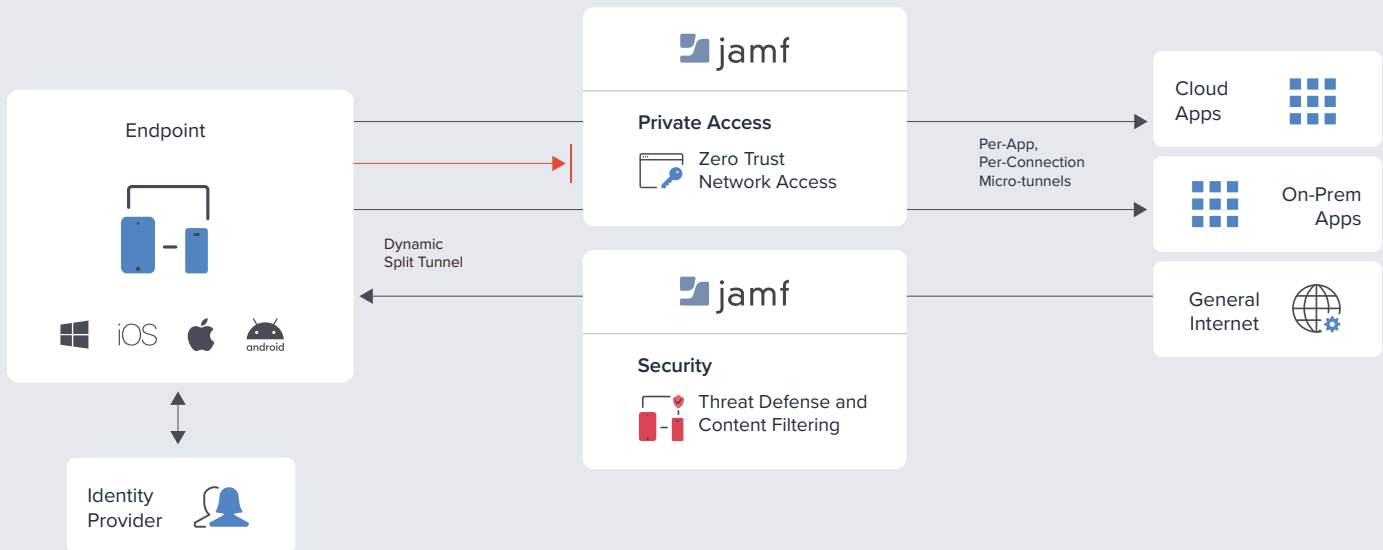 Endpoint
iOS
android
Identity
Provider
Dynamic
Split Tunnel
jamf
Private Access
Zero Trust
Network Access
jamf
Security
Threat Defense and
Content Filtering
Per-App,
Per-Connection
Micro-tunnels
Cloud
Apps
On-Prem
Apps
General
Internet